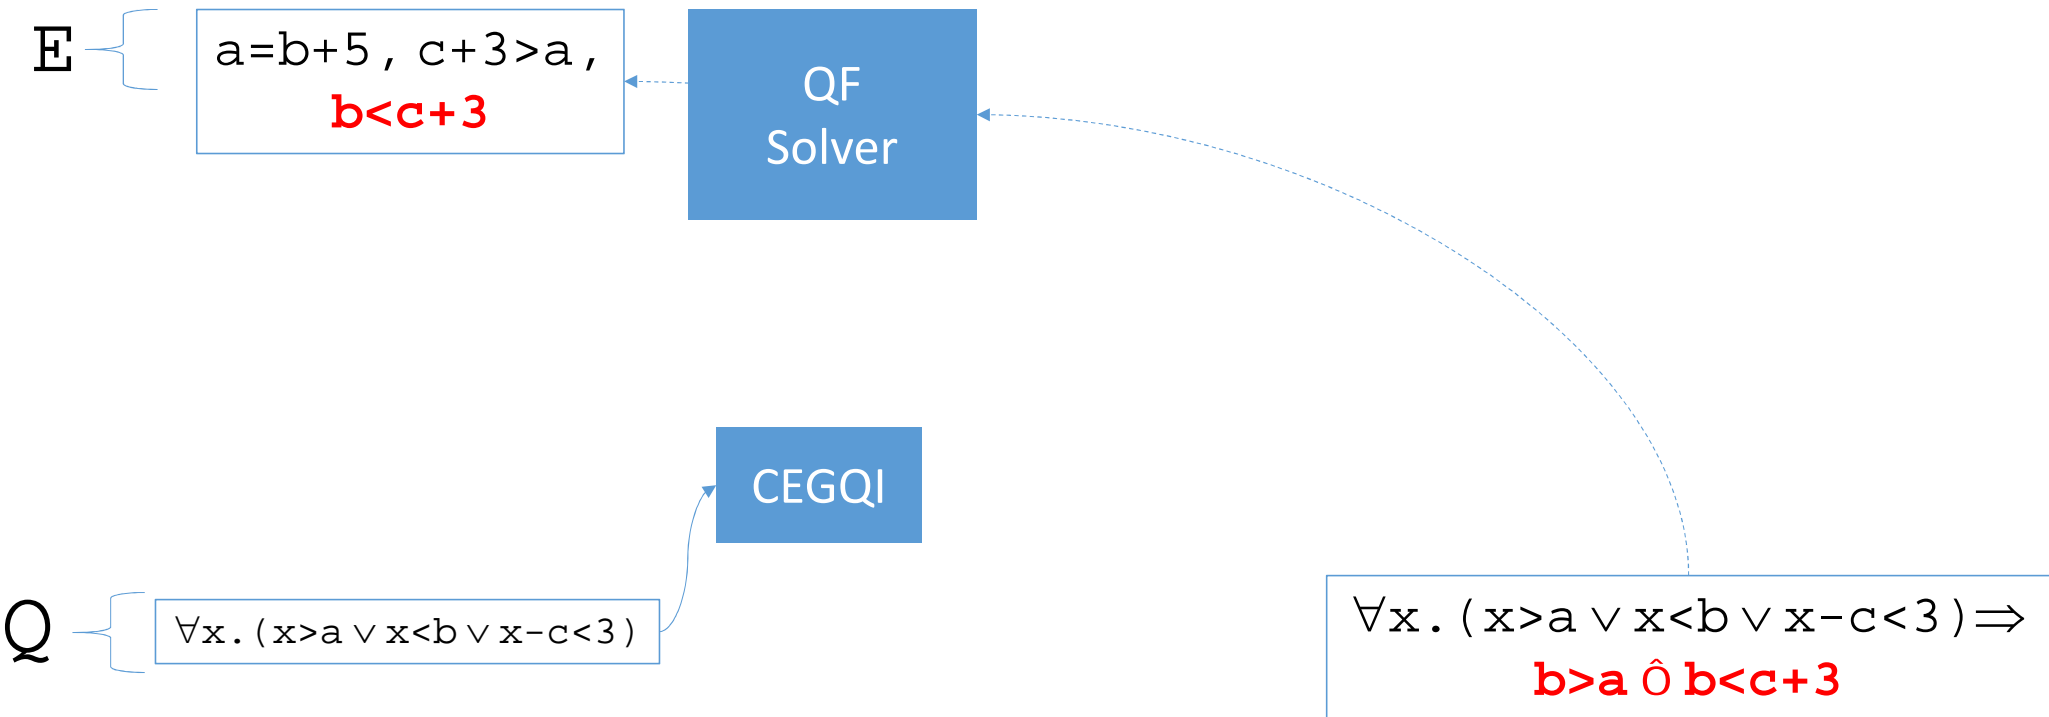 E
a=b+5, c+3>a,
b<c+3
QF
Solver
CEGQI
Q
∀x.(x>a ∨ x<b ∨ x-c<3)
∀x.(x>a ∨ x<b ∨ x-c<3)⇒
b>a Ô b<c+3